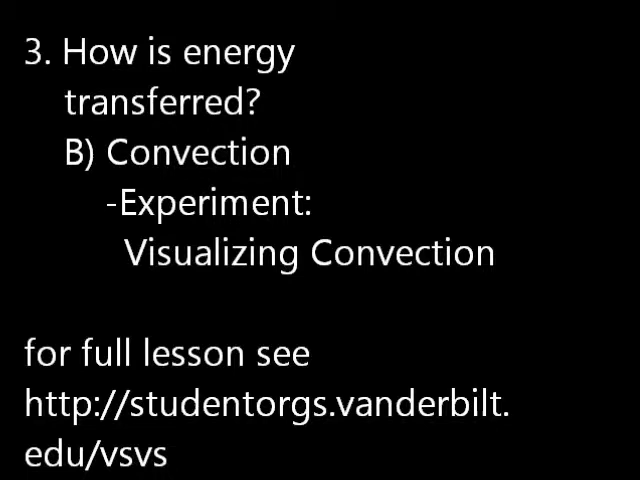 3. How is energy
transferred?
B) Convection
-Experiment:
Visualizing Convection
for full lesson see
http://studentorgs.vanderbilt.
edu/vsvs